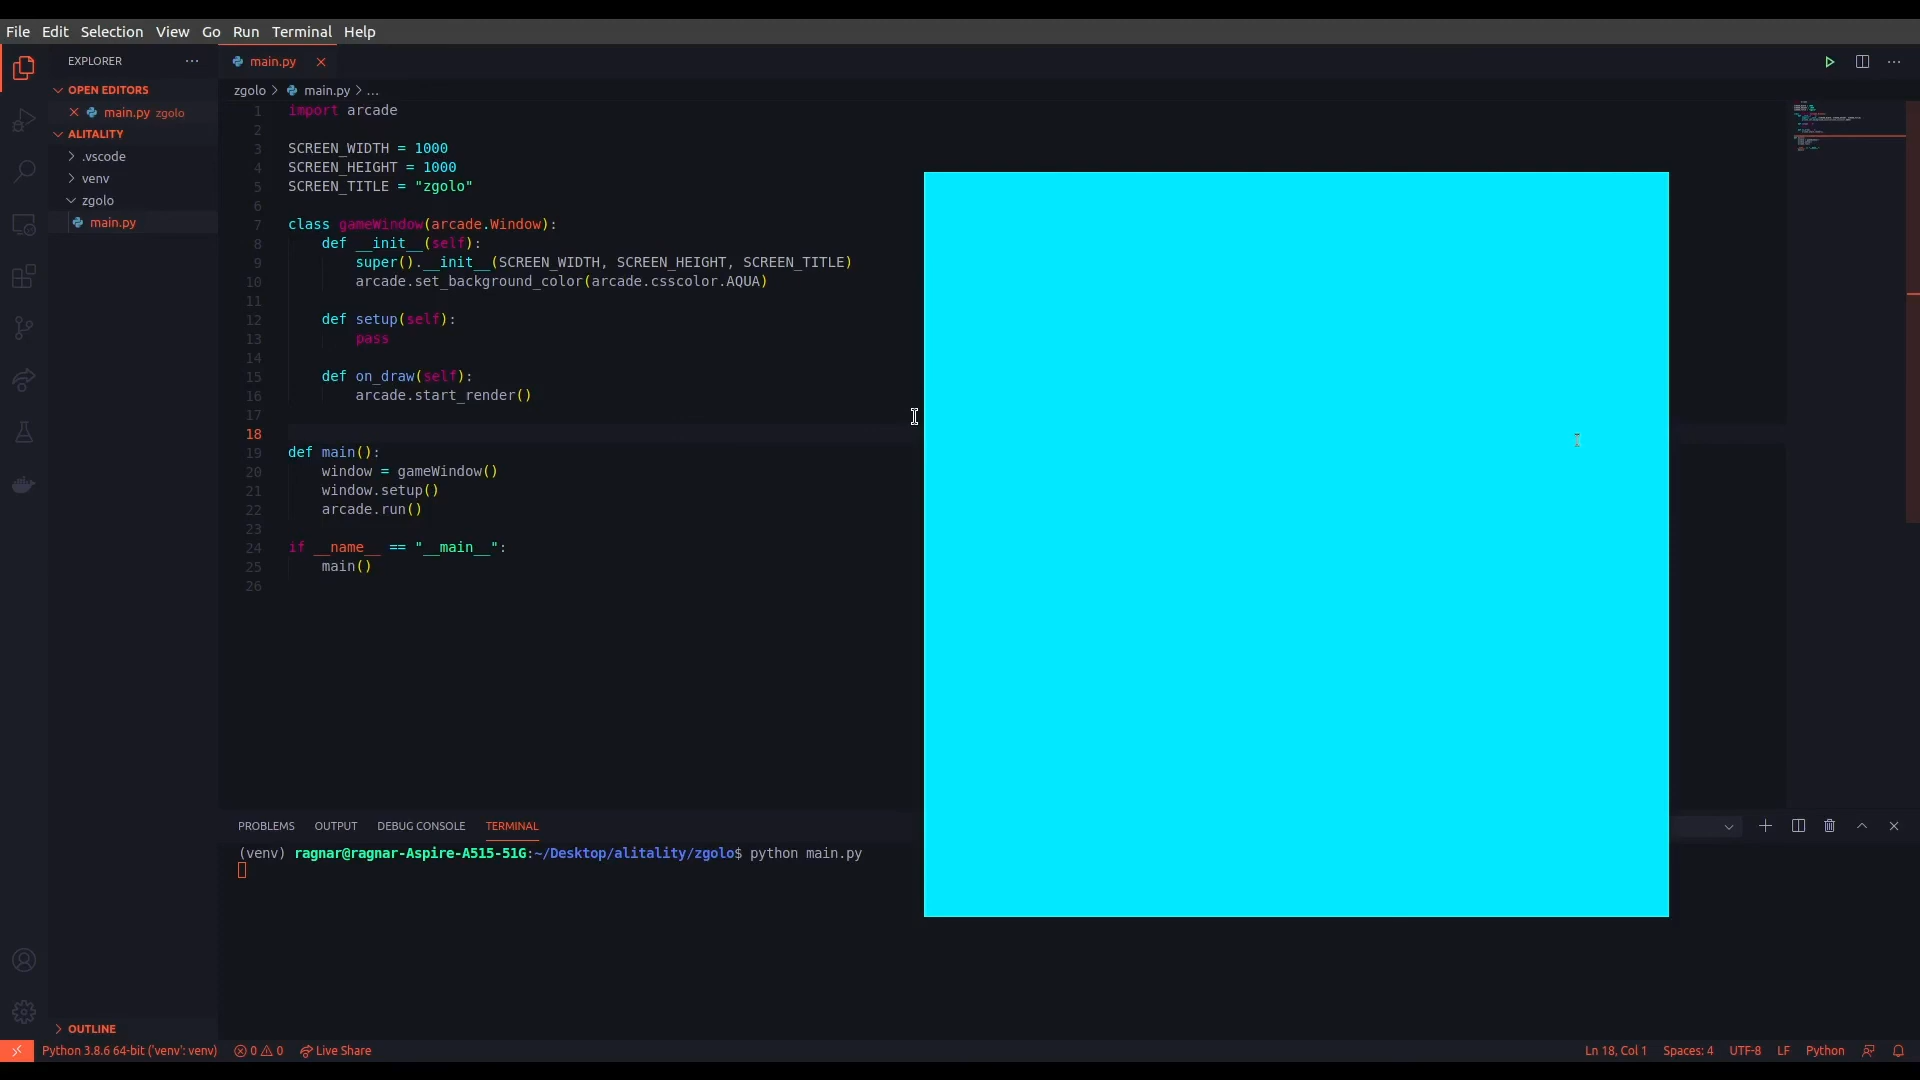 File Edit Selection View Go Run Terminal Help
EXPLORER ···
main.py
OPEN EDITORS
zgolo > main.py > ...
main.py zgolo
ALITALITY
.vscode
venv
zgolo
main.py
1 import arcade
2
3 SCREEN_WIDTH = 1000
4 SCREEN_HEIGHT = 1000
5 SCREEN_TITLE = "zgolo"
6
7 class gameWindow(arcade.Window):
8     def __init__(self):
9         super().__init__(SCREEN_WIDTH, SCREEN_HEIGHT, SCREEN_TITLE)
10         arcade.set_background_color(arcade.csscolor.AQUA)
11
12     def setup(self):
13         pass
14
15     def on_draw(self):
16         arcade.start_render()
17
18
19 def main():
20     window = gameWindow()
21     window.setup()
22     arcade.run()
23
24 if __name__ == "__main__":
25     main()
26
PROBLEMS OUTPUT DEBUG CONSOLE TERMINAL
(venv) ragnar@ragnar-Aspire-A515-51G:~/Desktop/alitality/zgolo$ python main.py
OUTLINE
Python 3.8.6 64-bit ('venv': venv) 0 0 Live Share Ln 18, Col 1 Spaces: 4 UTF-8 LF Python